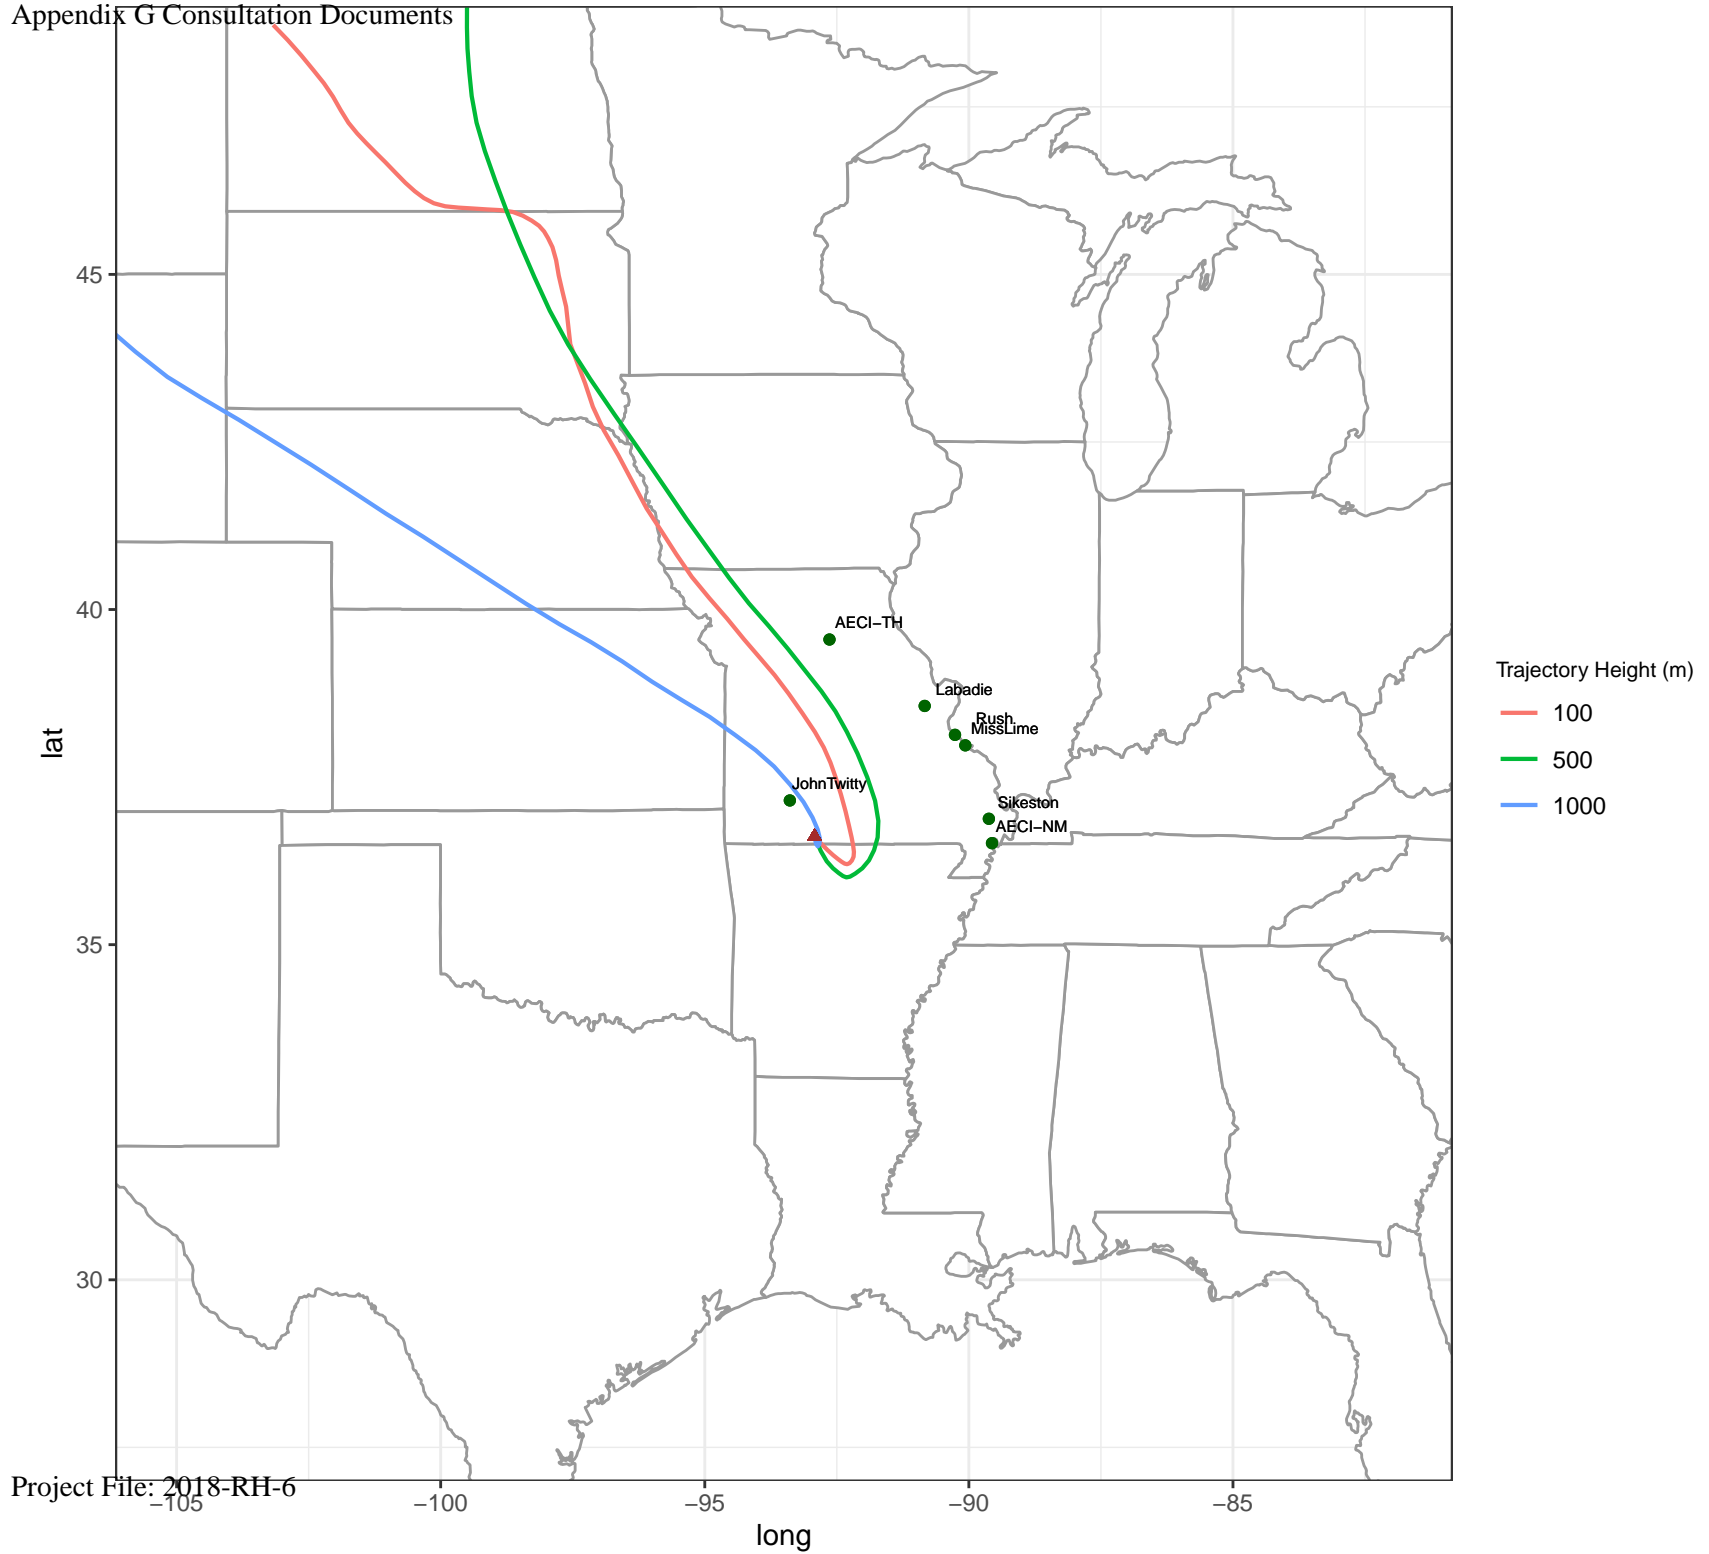 Appendix G Consultation Documents
45
40
35
30
lat
AECI−TH
Labadie
Rush
MissLime
JohnTwitty
Sikeston
AECI−NM
Trajectory Height (m)
100
500
1000
Project File: 2018-RH-6
−105
−100
−95
−90
−85
long